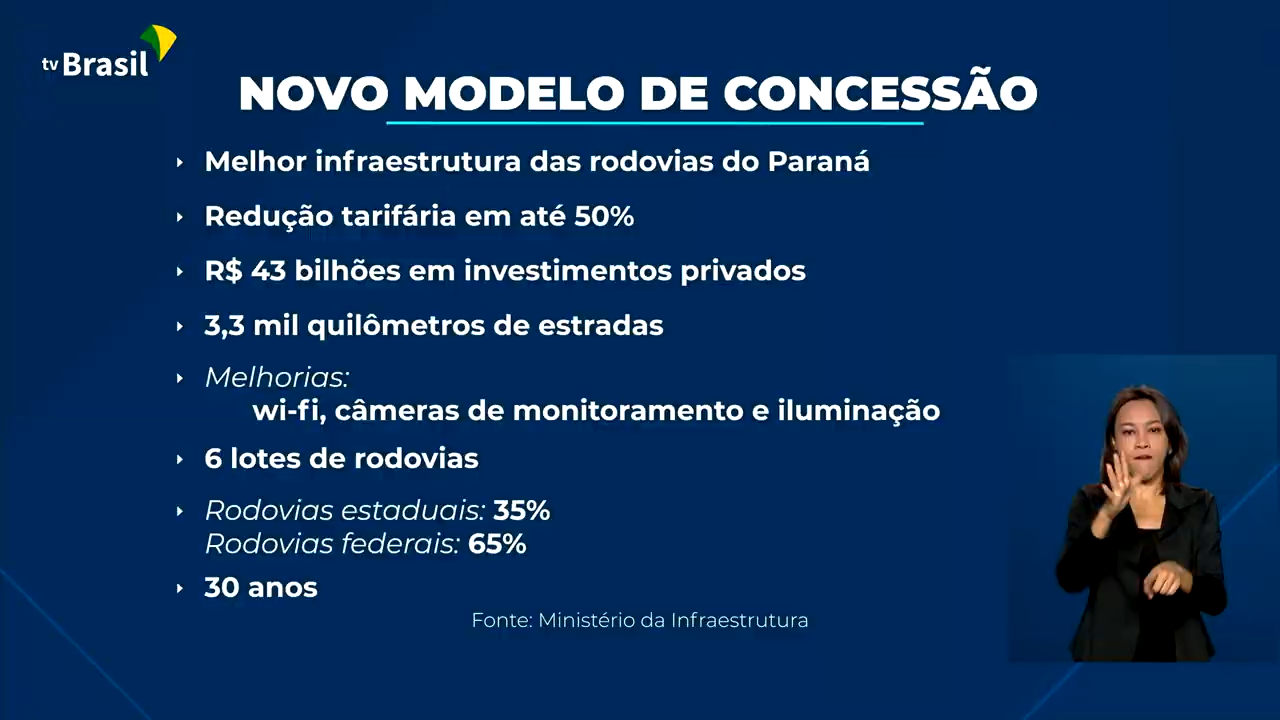 tv Brasil
NOVO MODELO DE CONCESSÃO
Melhor infraestrutura das rodovias do Paraná
Redução tarifária em até 50%
R$ 43 bilhões em investimentos privados
3,3 mil quilômetros de estradas
Melhorias:
wi-fi, câmeras de monitoramento e iluminação
6 lotes de rodovias
Rodovias estaduais: 35%
Rodovias federais: 65%
30 anos
Fonte: Ministério da Infraestrutura